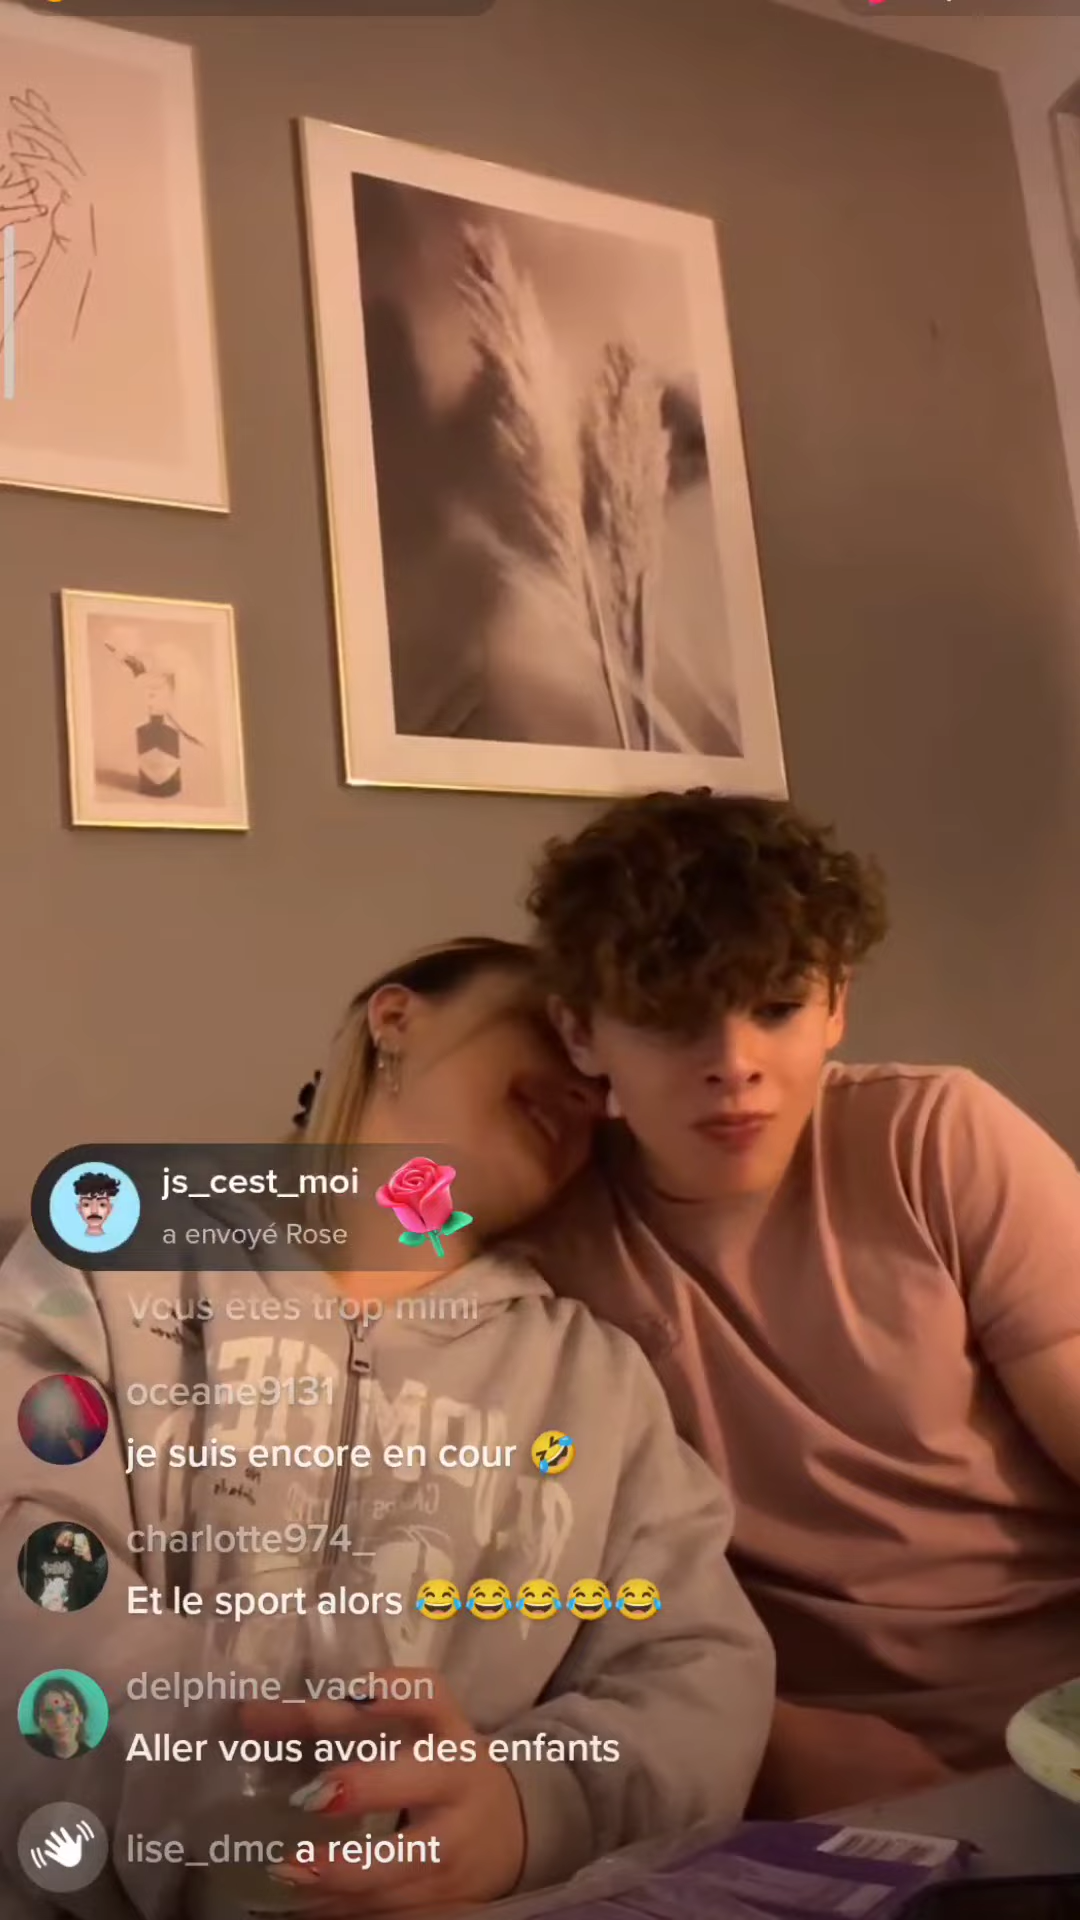 js_cest_moi
a envoyé Rose
Vous etes trop mimi
oceane9131
je suis encore en cour 🤣
charlotte974_
Et le sport alors 😂😂😂😂😂
delphine_vachon
Aller vous avoir des enfants
lise_dmc a rejoint